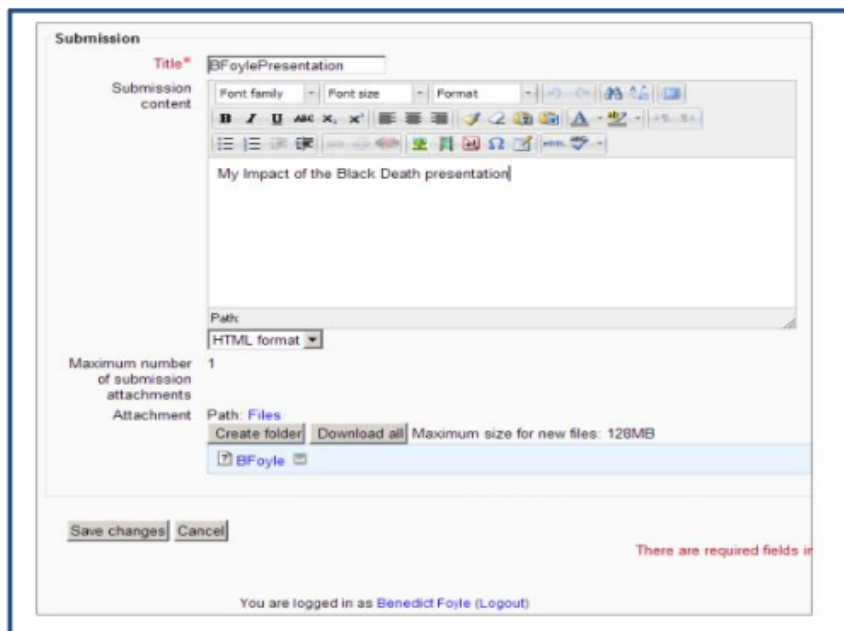 Submission
Title* BFoylePresentation
Submission content
Font family Font size Format
B I U ABC
HTML
My Impact of the Black Death presentation
Path:
HTML format
Maximum number of submission attachments 1
Attachment Path: Files
Create folder Download all Maximum size for new files: 128MB
BFoyle
Save changes Cancel
There are required fields
You are logged in as Benedict Foyle (Logout)